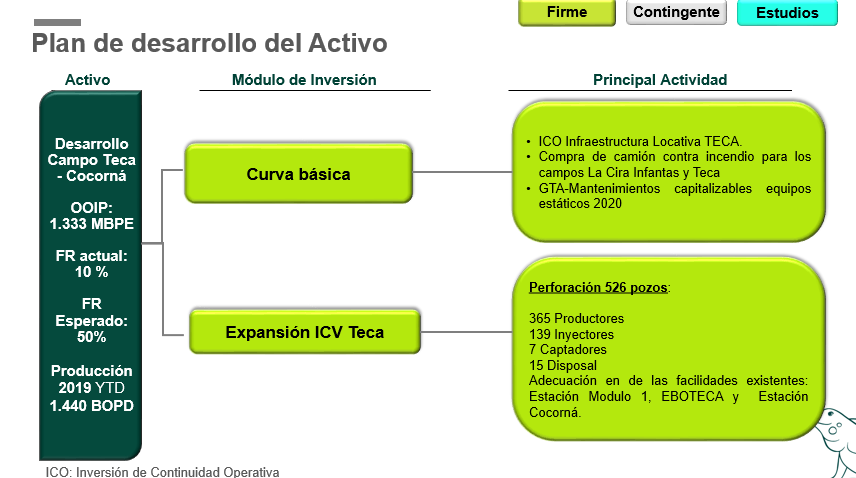 Firme
Contingente
Estudios
Plan de desarrollo del Activo
Activo
Módulo de Inversión
Principal Actividad
Desarrollo
Campo Teca
- Cocorná
OOIP:
1.333 MBPE
FR actual:
10 %
FR
Esperado:
50%
Producción
2019 YTD
1.440 BOPD
Curva básica
• ICO Infraestructura Locativa TECA.
• Compra de camión contra incendio para los
campos La Cira Infantas y Teca
• GTA-Mantenimientos capitalizables equipos
estáticos 2020
Expansión ICV Teca
Perforación 526 pozos:
365 Productores
139 Inyectores
7 Captadores
15 Disposal
Adecuación en de las facilidades existentes:
Estación Modulo 1, EBOTECA y Estación
Cocorná.
ICO: Inversión de Continuidad Operativa